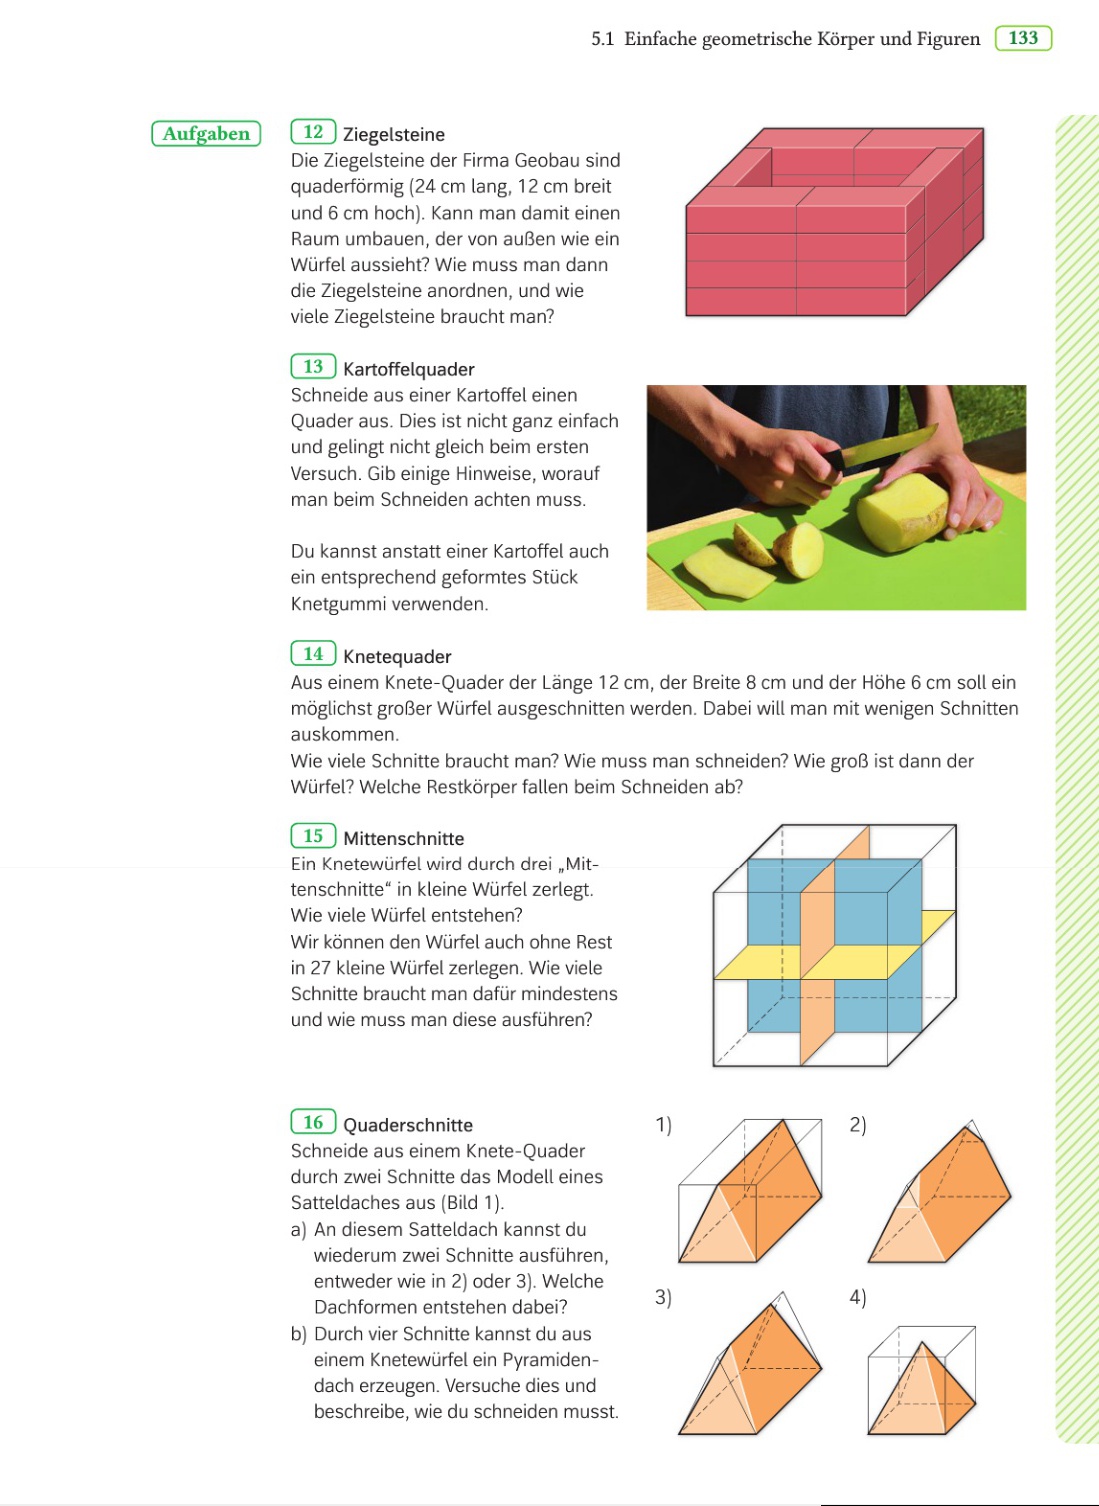 5.1 Einfache geometrische Körper und Figuren 133
Aufgaben
12 Ziegelsteine
Die Ziegelsteine der Firma Geobau sind
quaderförmig (24 cm lang, 12 cm breit
und 6 cm hoch). Kann man damit einen
Raum umbauen, der von außen wie ein
Würfel aussieht? Wie muss man dann
die Ziegelsteine anordnen, und wie
viele Ziegelsteine braucht man?
13 Kartoffelquader
Schneide aus einer Kartoffel einen
Quader aus. Dies ist nicht ganz einfach
und gelingt nicht gleich beim ersten
Versuch. Gib einige Hinweise, worauf
man beim Schneiden achten muss.
Du kannst anstatt einer Kartoffel auch
ein entsprechend geformtes Stück
Knetgummi verwenden.
14 Knetequader
Aus einem Knete-Quader der Länge 12 cm, der Breite 8 cm und der Höhe 6 cm soll ein
möglichst großer Würfel ausgeschnitten werden. Dabei will man mit wenigen Schnitten
auskommen.
Wie viele Schnitte braucht man? Wie muss man schneiden? Wie groß ist dann der
Würfel? Welche Restkörper fallen beim Schneiden ab?
15 Mittenschnitte
Ein Knetewürfel wird durch drei „Mit-
tenschnitte“ in kleine Würfel zerlegt.
Wie viele Würfel entstehen?
Wir können den Würfel auch ohne Rest
in 27 kleine Würfel zerlegen. Wie viele
Schnitte braucht man dafür mindestens
und wie muss man diese ausführen?
16 Quaderschnitte
Schneide aus einem Knete-Quader
durch zwei Schnitte das Modell eines
Satteldaches aus (Bild 1).
a) An diesem Satteldach kannst du
wiederum zwei Schnitte ausführen,
entweder wie in 2) oder 3). Welche
Dachformen entstehen dabei?
b) Durch vier Schnitte kannst du aus
einem Knetewürfel ein Pyramiden-
dach erzeugen. Versuche dies und
beschreibe, wie du schneiden musst.
1)
2)
3)
4)